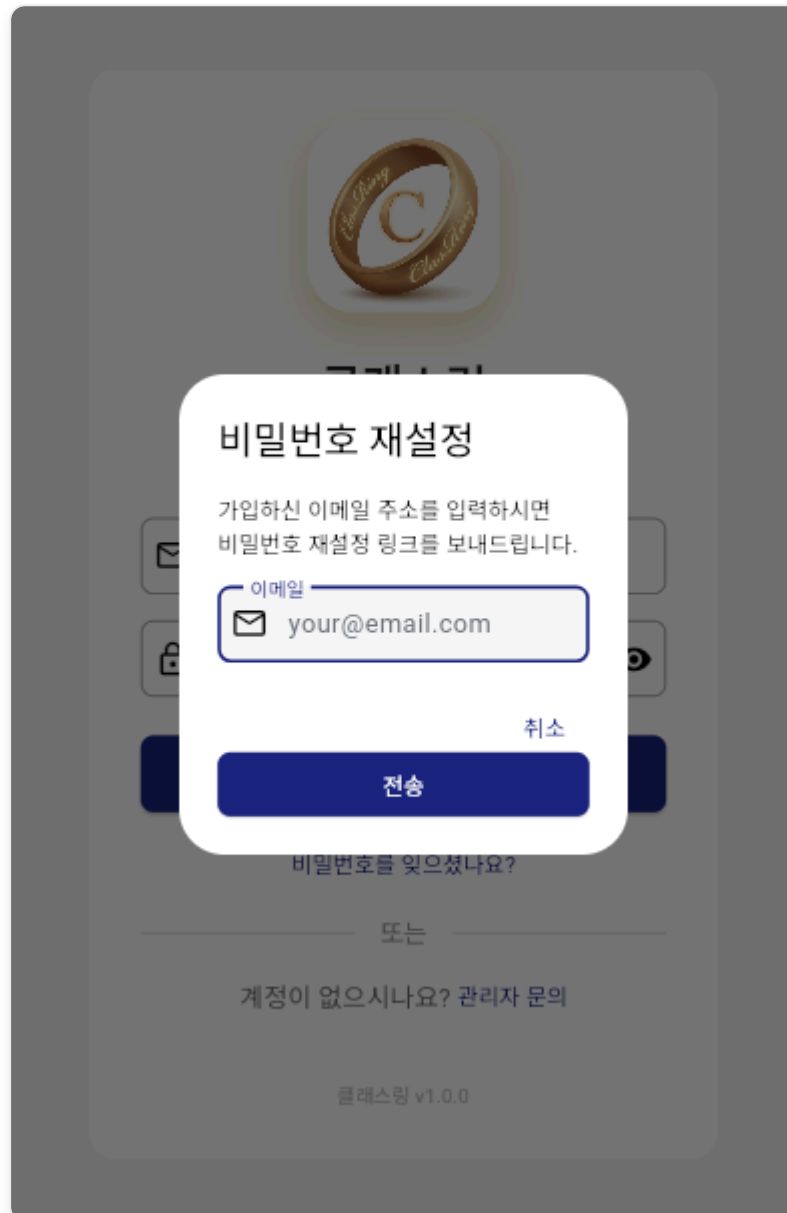 ClassRing
C
ClassRing
비밀번호 재설정
가입하신 이메일 주소를 입력하시면
비밀번호 재설정 링크를 보내드립니다.
이메일
your@email.com
취소
전송
비밀번호를 잊으셨나요?
또는
계정이 없으시나요? 관리자 문의
클래스링 v1.0.0